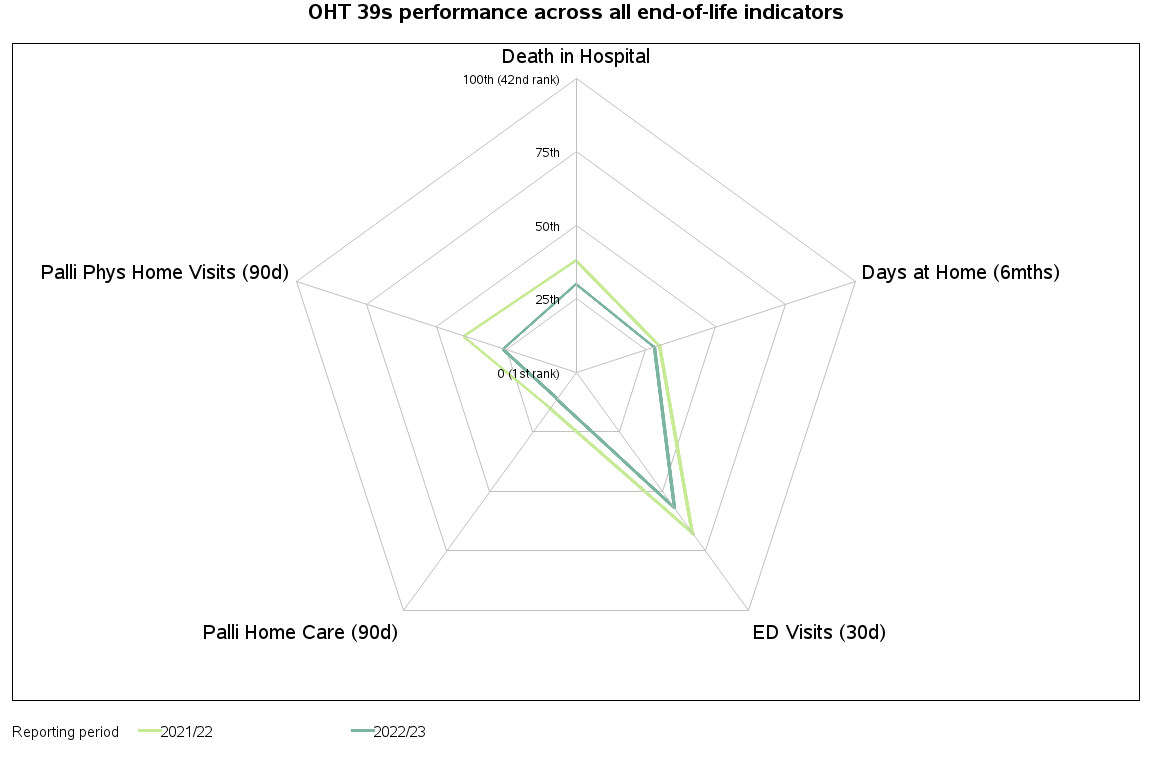 OHT 39s performance across all end-of-life indicators
Death in Hospital
100th (42nd rank)
75th
50th
25th
0 (1st rank)
Palli Phys Home Visits (90d)
Days at Home (6mths)
Palli Home Care (90d)
ED Visits (30d)
Reporting period 2021/22 2022/23